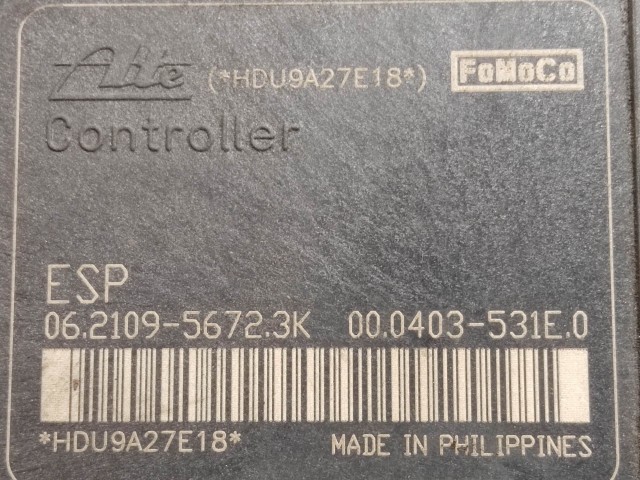 Ate (*HDU9A27E18*) FoMoCo
Controller
ESP
06.2109-5672.3K 00.0403-531E.0
*HDU9A27E18* MADE IN PHILIPPINES